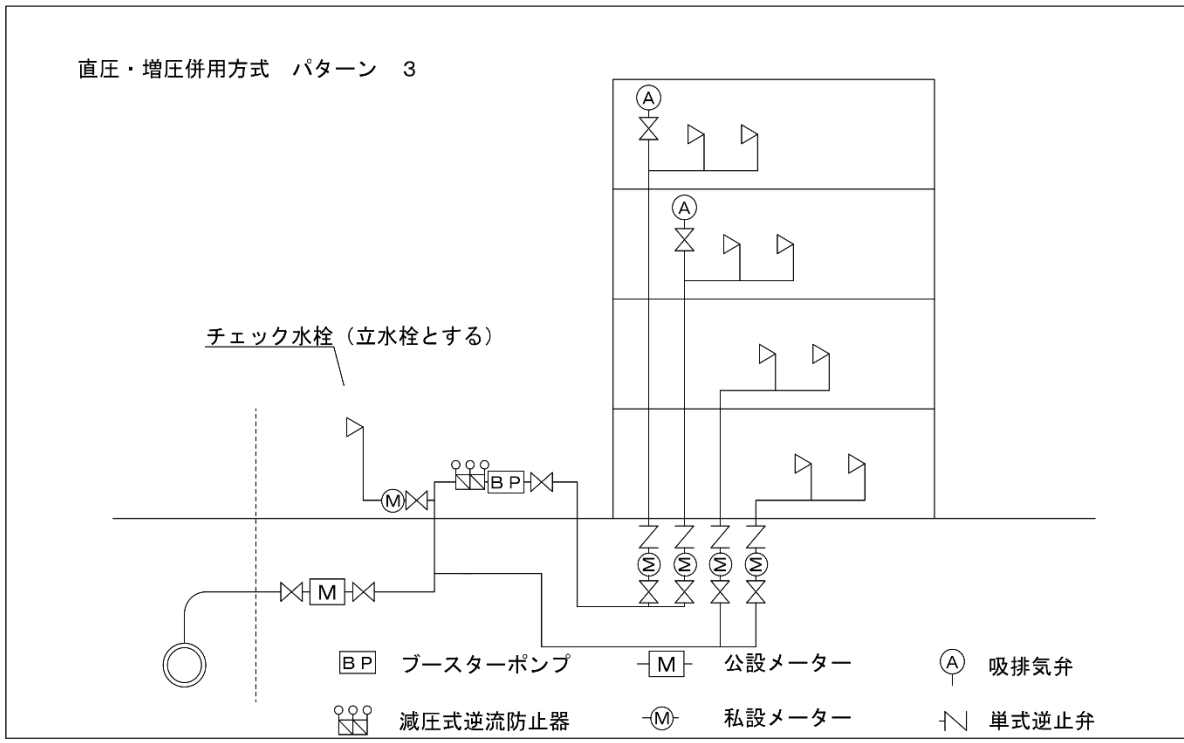 直圧・増圧併用方式　パターン　３
A
A
チェック水栓（立水栓とする）
BP
M
M
M
M
M
M
BP ブースターポンプ
M 公設メーター
A 吸排気弁
減圧式逆流防止器
M 私設メーター
単式逆止弁